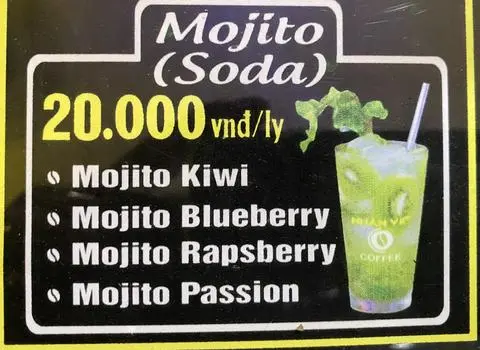 Mojito
(Soda)
20.000 vnđ/ly
Mojito Kiwi
Mojito Blueberry
Mojito Rapsberry
Mojito Passion
COFFEE